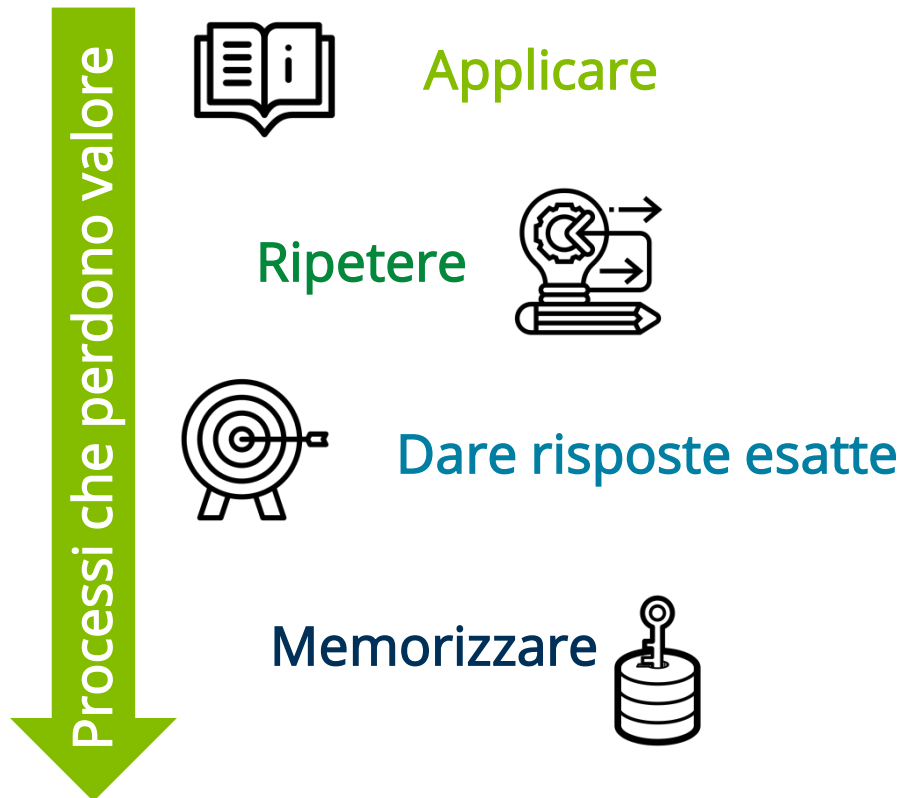 Processi che perdono valore
Applicare
Ripetere
Dare risposte esatte
Memorizzare